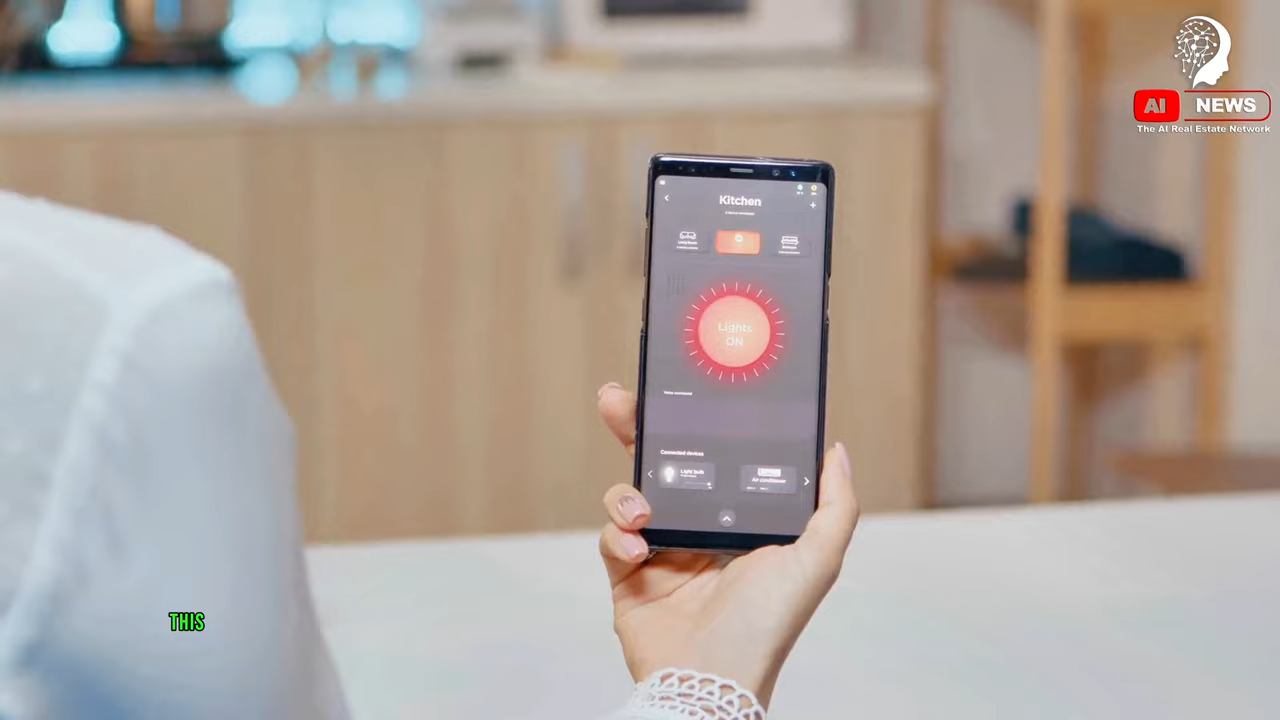 AI NEWS
The AI Real Estate Network
Kitchen
Lights
ON
Connected devices
Light bulb
Air conditioner
THIS